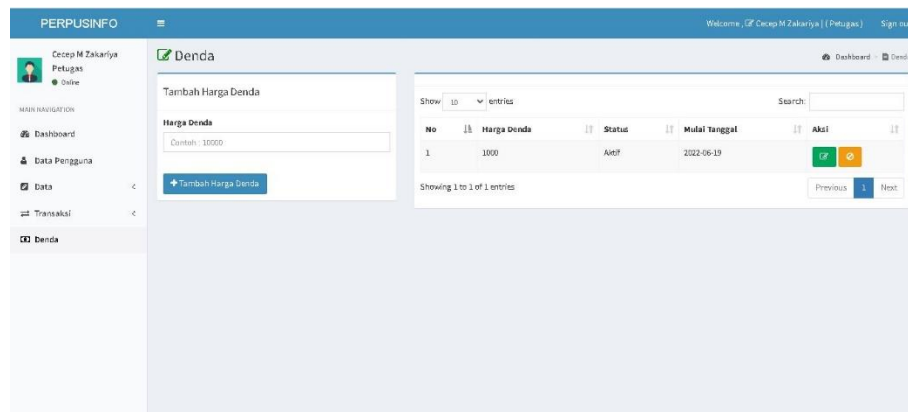 PERPUSINFO
Welcome , Cecep M Zakariya | ( Petugas)
Cecep M Zakariya
Petugas
Online
MAIN NAVIGATION
Dashboard
Data Pengguna
Data
Transaksi
Denda
Denda
Dashboard
Tambah Harga Denda
Harga Denda
Contoh : 10000
Tambah Harga Denda
Show 10 entries
Search:
No Harga Denda Status Mulai Tanggal Aksi
1 1000 Aktif 2022-06-19
Showing 1 to 1 of 1 entries
Previous 1 Next